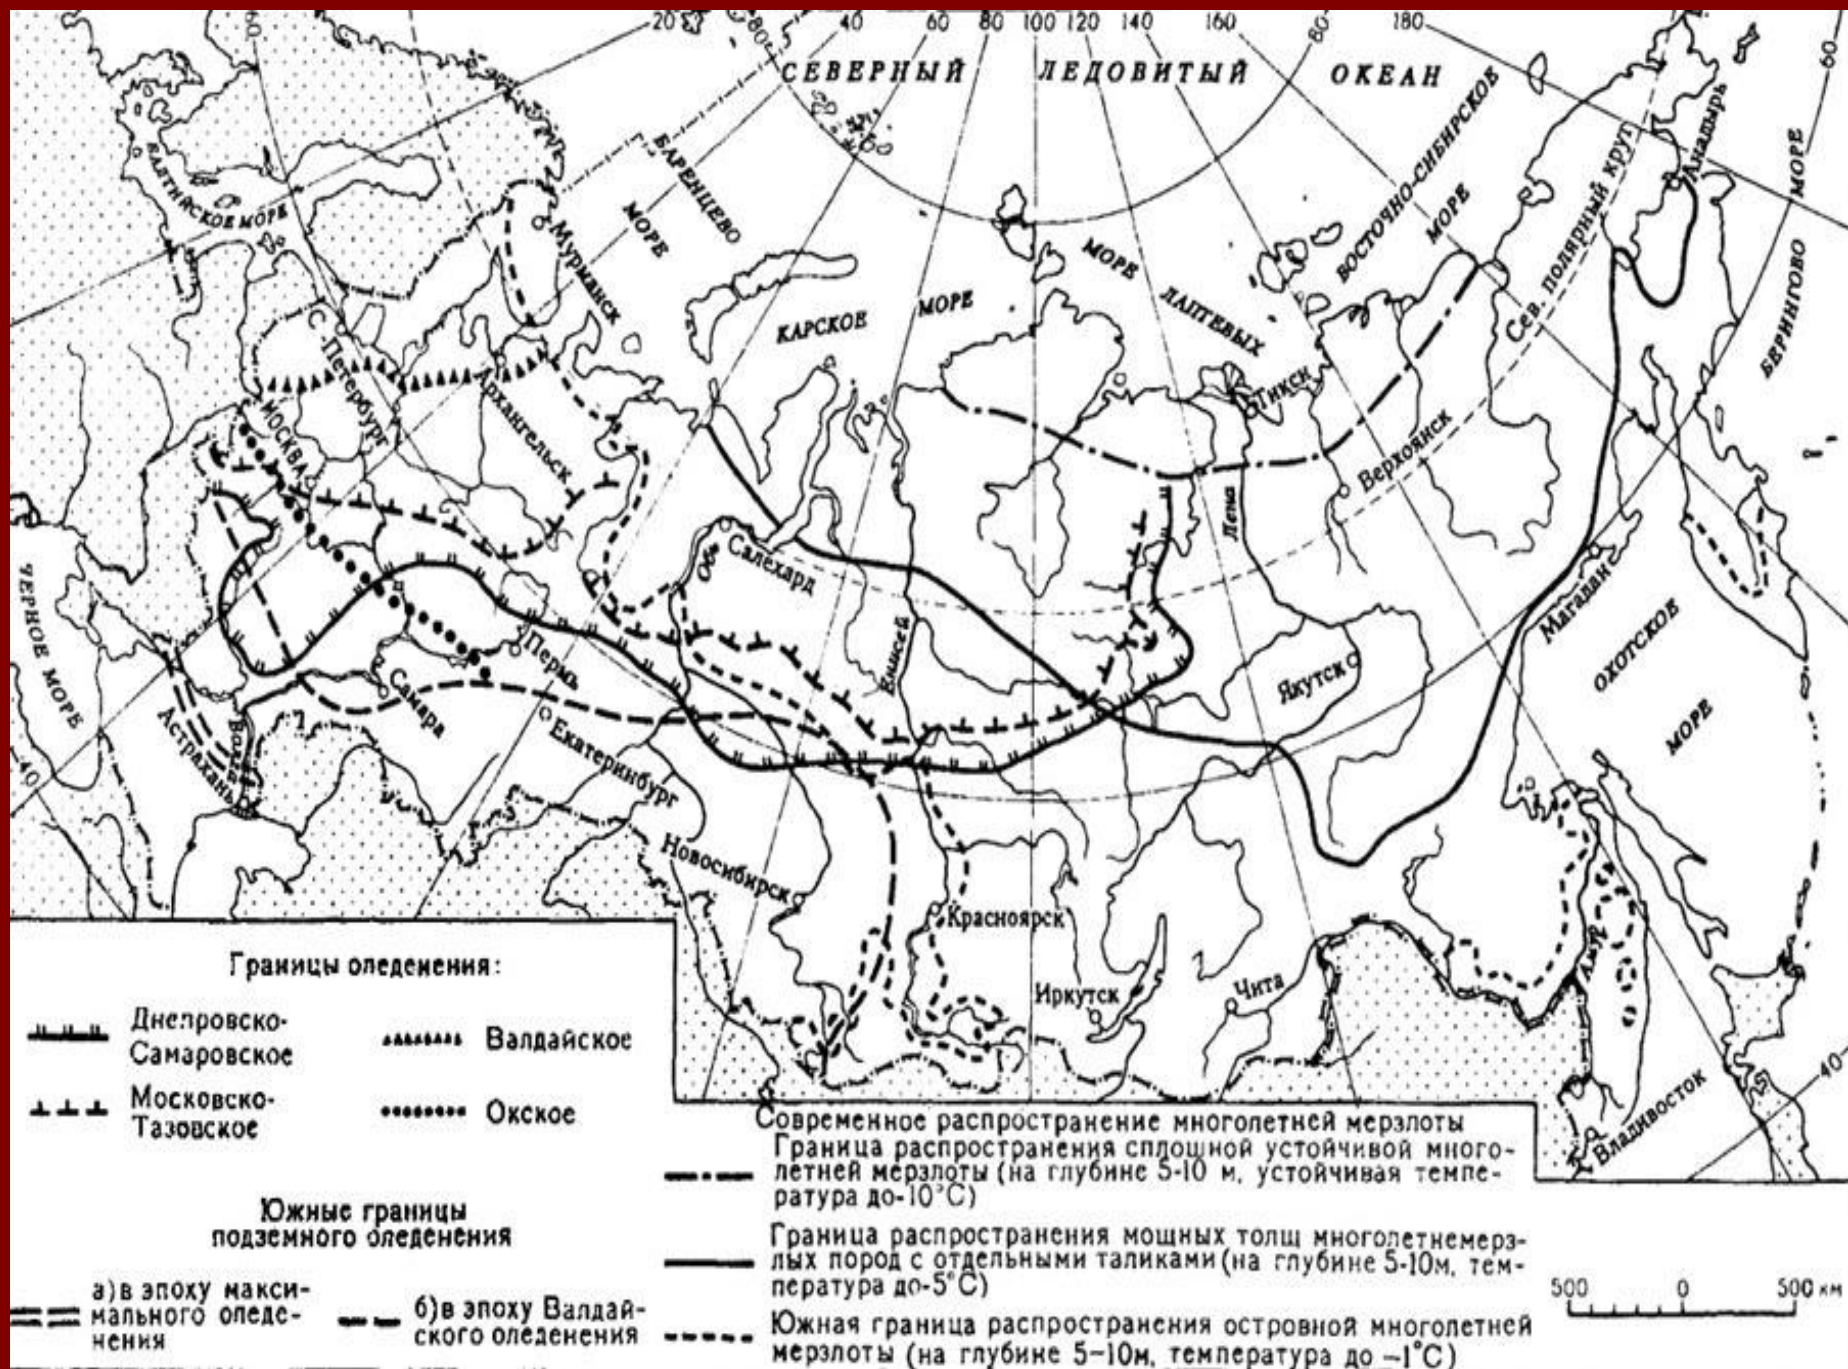 20
80
40
60
80
100
120
140
160
80
180
60
60
СЕВЕРНЫЙ ЛЕДОВИТЫЙ ОКЕАН
БАРЕНЦЕВО
МОРЕ
КАРСКОЕ МОРЕ
МОРЕ
ЛАПТЕВЫХ
ВОСТОЧНО-СИБИРСКОЕ
МОРЕ
Сев. полярный круг
Анадырь
БЕРИНГОВО
МОРЕ
БАЛТИЙСКОЕ МОРЕ
Мурманск
С.-Петербург
Архангельск
МОСКВА
Тикси
Верхоянск
Лена
Обь
Салехард
Енисей
Магадан
ОХОТСКОЕ
МОРЕ
Якутск
ЧЕРНОЕ МОРЕ
Пермь
Самара
Волга
Астрахань
Екатеринбург
Новосибирск
Красноярск
Иркутск
Чита
Амур
Владивосток
40
40
Границы оледенения:
Днепровско-
Самаровское
Валдайское
Московско-
Тазовское
Окское
Южные границы
подземного оледенения
а)в эпоху макси-
мального оледе-
нения
б)в эпоху Валдай-
ского оледенения
Современное распространение многолетней мерзлоты
Граница распространения сплошной устойчивой много-
летней мерзлоты (на глубине 5-10 м, устойчивая темпе-
ратура до-10°С)
Граница распространения мощных толщ многолетнемерз-
лых пород с отдельными таликами (на глубине 5-10м, тем-
пература до-5°С)
Южная граница распространения островной многолетней
мерзлоты (на глубине 5-10м, температура до -1°С)
500 0 500 км